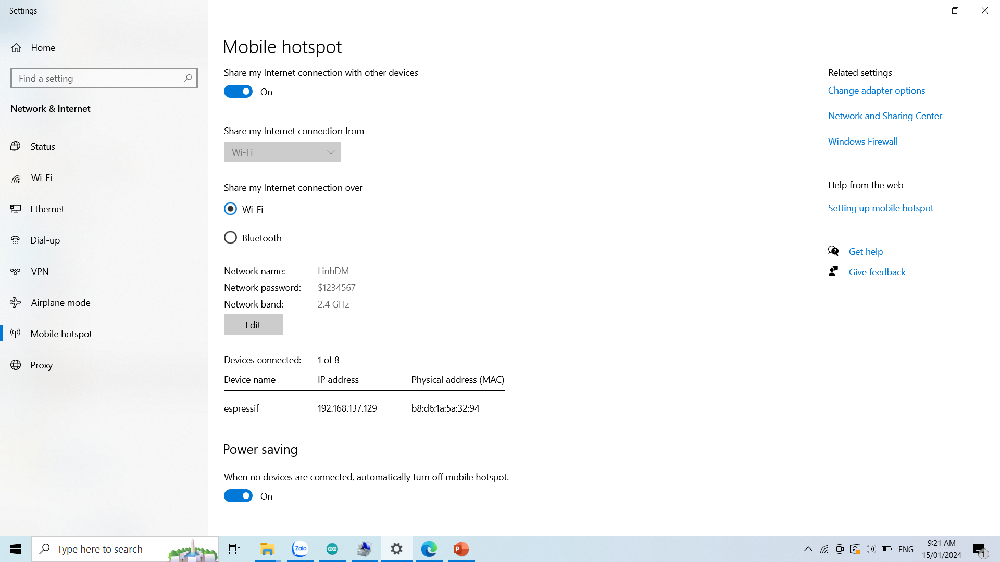 Settings
Home
Find a setting
Network & Internet
Status
Wi-Fi
Ethernet
Dial-up
VPN
Airplane mode
Mobile hotspot
Proxy
Mobile hotspot
Share my Internet connection with other devices
On
Share my Internet connection from
Wi-Fi
Share my Internet connection over
Wi-Fi
Bluetooth
Network name: LinhDM
Network password: $1234567
Network band: 2.4 GHz
Edit
Devices connected: 1 of 8
Device name IP address Physical address (MAC)
espressif 192.168.137.129 b8:d6:1a:5a:32:94
Power saving
When no devices are connected, automatically turn off mobile hotspot.
On
Related settings
Change adapter options
Network and Sharing Center
Windows Firewall
Help from the web
Setting up mobile hotspot
Get help
Give feedback
Type here to search
Zalo
P
ENG
9:21 AM
15/01/2024
1